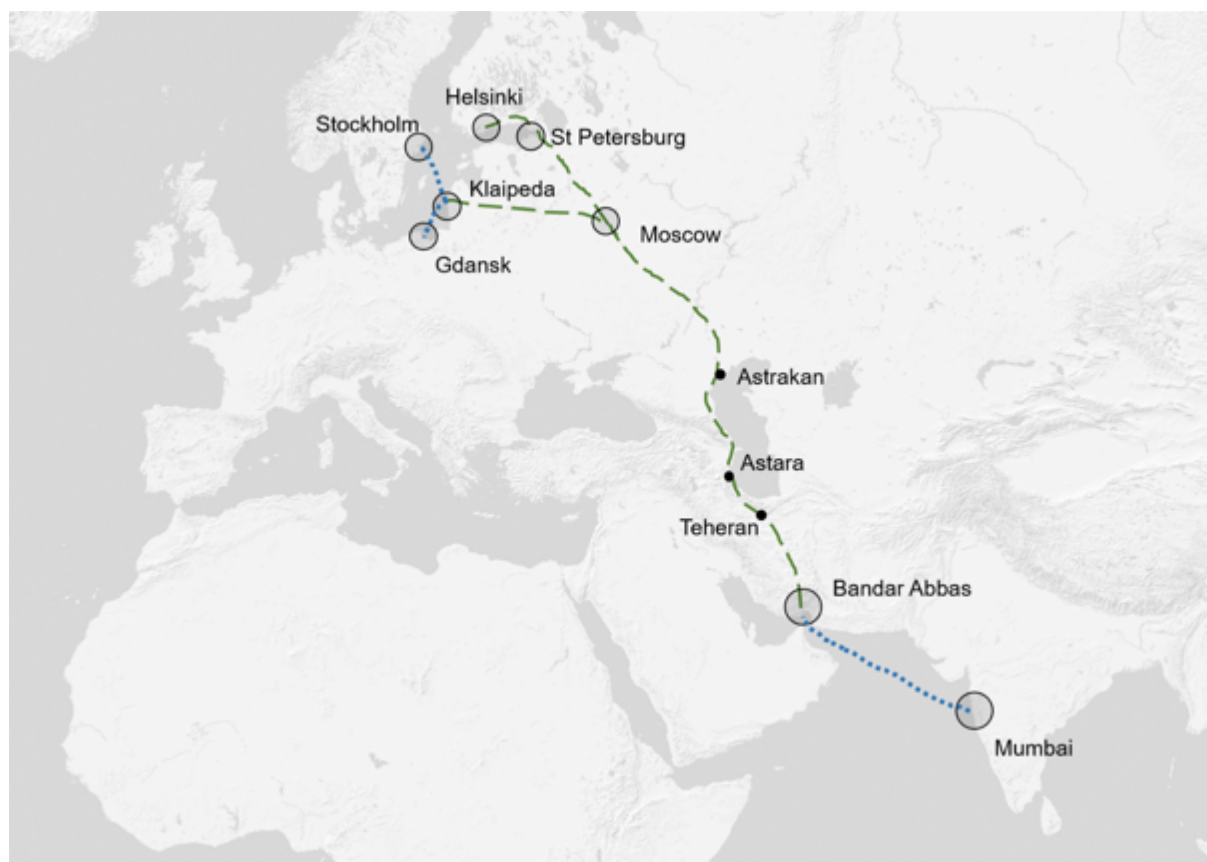 Helsinki
Stockholm
St Petersburg
Klaipeda
Moscow
Gdansk
Astrakan
Astara
Teheran
Bandar Abbas
Mumbai